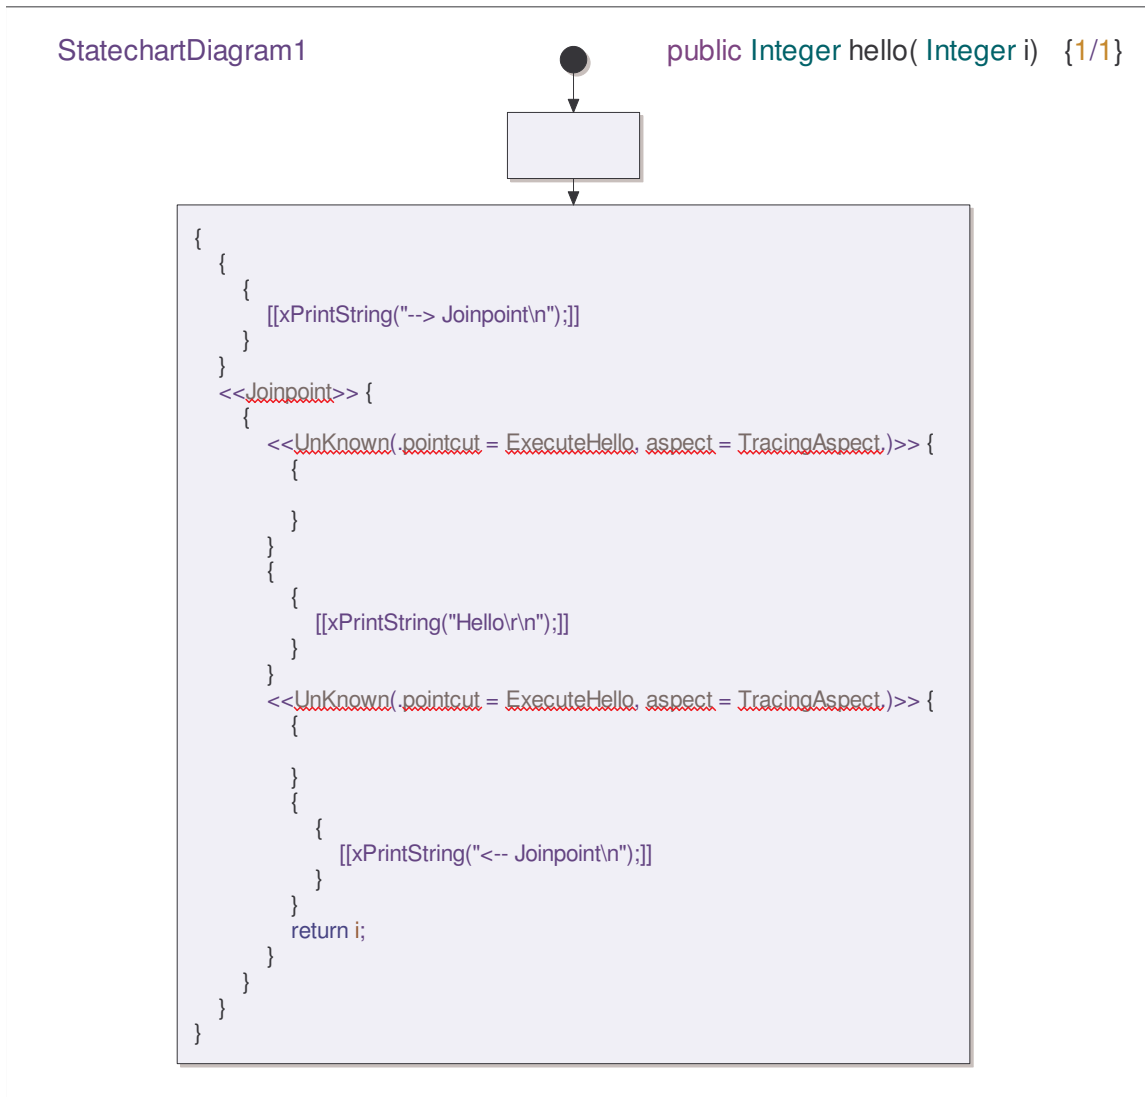 StatechartDiagram1
public Integer hello( Integer i) {1/1}
{
{
{
[[xPrintString("--> Joinpoint\n");]]
}
}
<<Joinpoint>> {
{
<<UnKnown(.pointcut = ExecuteHello, aspect = TracingAspect.)>> {
{
}
}
{
{
[[xPrintString("Hello\r\n");]]
}
}
<<UnKnown(.pointcut = ExecuteHello, aspect = TracingAspect.)>> {
{
}
{
{
[[xPrintString("<-- Joinpoint\n");]]
}
}
return i;
}
}
}
}